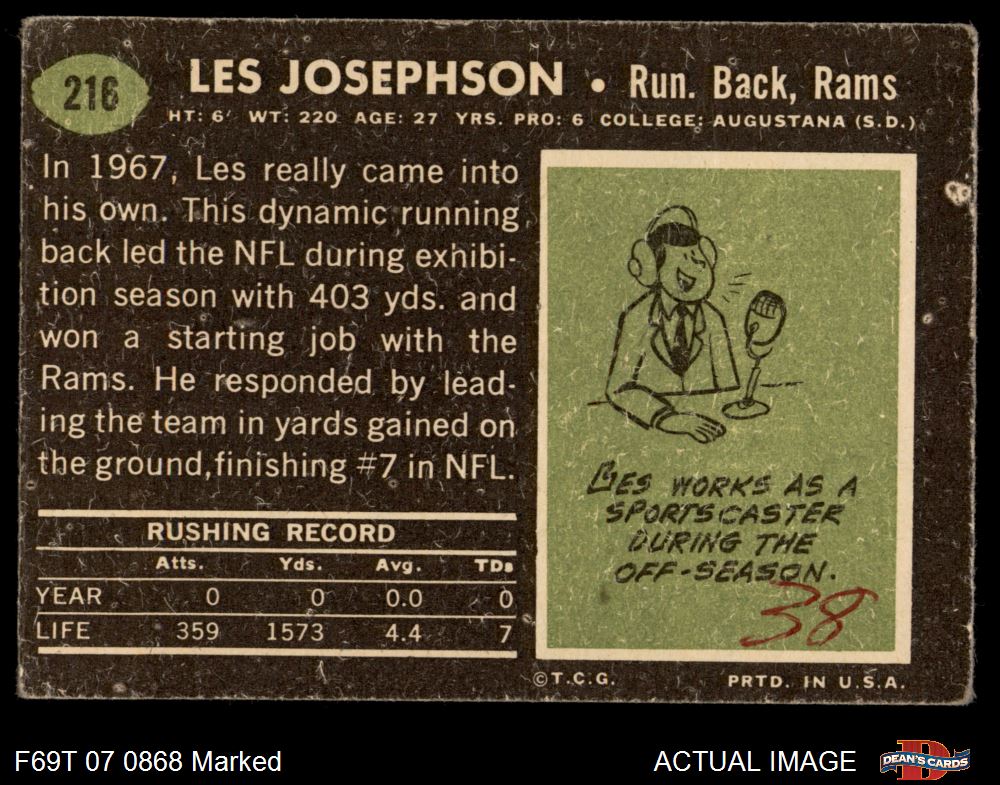 216
LES JOSEPHSON • Run. Back, Rams
HT: 6' WT: 220 AGE: 27 YRS. PRO: 6 COLLEGE: AUGUSTANA (S.D.)
In 1967, Les really came into
his own. This dynamic running
back led the NFL during exhibi-
tion season with 403 yds. and
won a starting job with the
Rams. He responded by lead-
ing the team in yards gained on
the ground, finishing #7 in NFL.
RUSHING RECORD
Atts. Yds. Avg. TDs
YEAR 0 0 0.0 0
LIFE 359 1573 4.4 7
LES WORKS AS A
SPORTSCASTER
DURING THE
OFF-SEASON.
38
©T.C.G. PRTD. IN U.S.A.
F69T 07 0868 Marked
ACTUAL IMAGE
D
DEAN'S CARDS